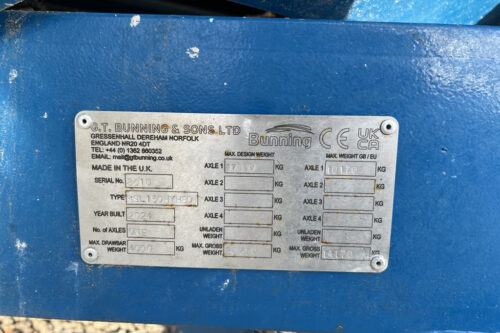 G.T. BUNNING & SONS LTD
GRESSENHALL DEREHAM NORFOLK
ENGLAND NR20 4DT
TEL: +44 (0) 1362 860352
EMAIL: mail@gtbunning.co.uk
MADE IN THE U.K.
SERIAL No.
TYPE
YEAR BUILT 2024
No. of AXLES
MAX. DRAWBAR WEIGHT KG
Bunning
CE UK CA
MAX. DESIGN WEIGHT
AXLE 1 KG
AXLE 2 KG
AXLE 3 KG
AXLE 4 KG
UNLADEN WEIGHT KG
MAX. GROSS WEIGHT KG
MAX. WEIGHT GB / EU
AXLE 1 KG
AXLE 2 KG
AXLE 3 KG
AXLE 4 KG
UNLADEN WEIGHT KG
MAX. GROSS WEIGHT KG